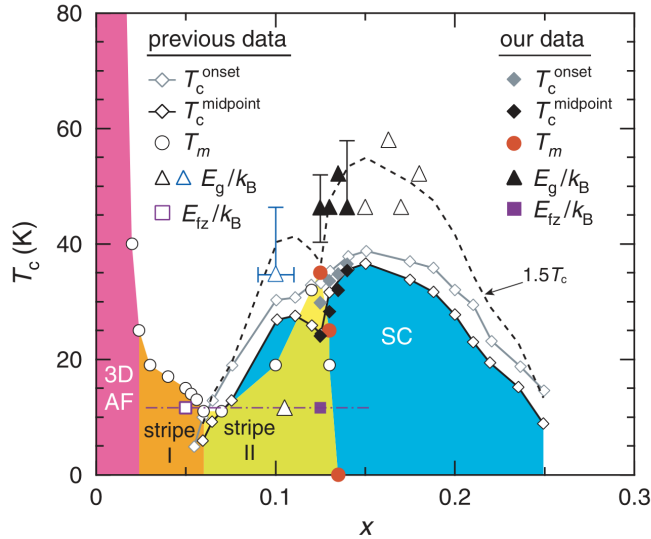 80
60
40
20
0
T_c (K)
previous data
T_c^onset
T_c^midpoint
T_m
E_g/k_B
E_fz/k_B
our data
T_c^onset
T_c^midpoint
T_m
E_g/k_B
E_fz/k_B
1.5T_c
SC
3D
AF
stripe
I
stripe
II
0
0.1
0.2
0.3
x